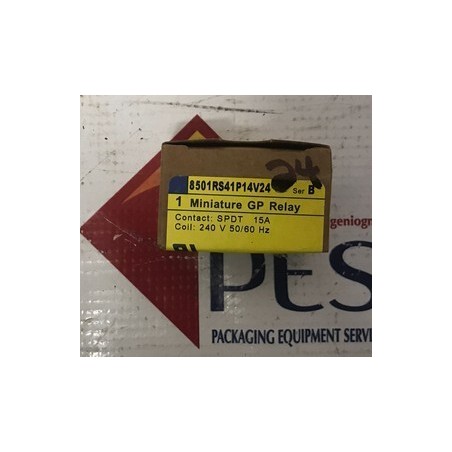 24
8501RS41P14V24 Ser B
1 Miniature GP Relay
Contact: SPDT 15A
Coil: 240 V 50/60 Hz
geniogr
PES
PACKAGING EQUIPMENT SERV